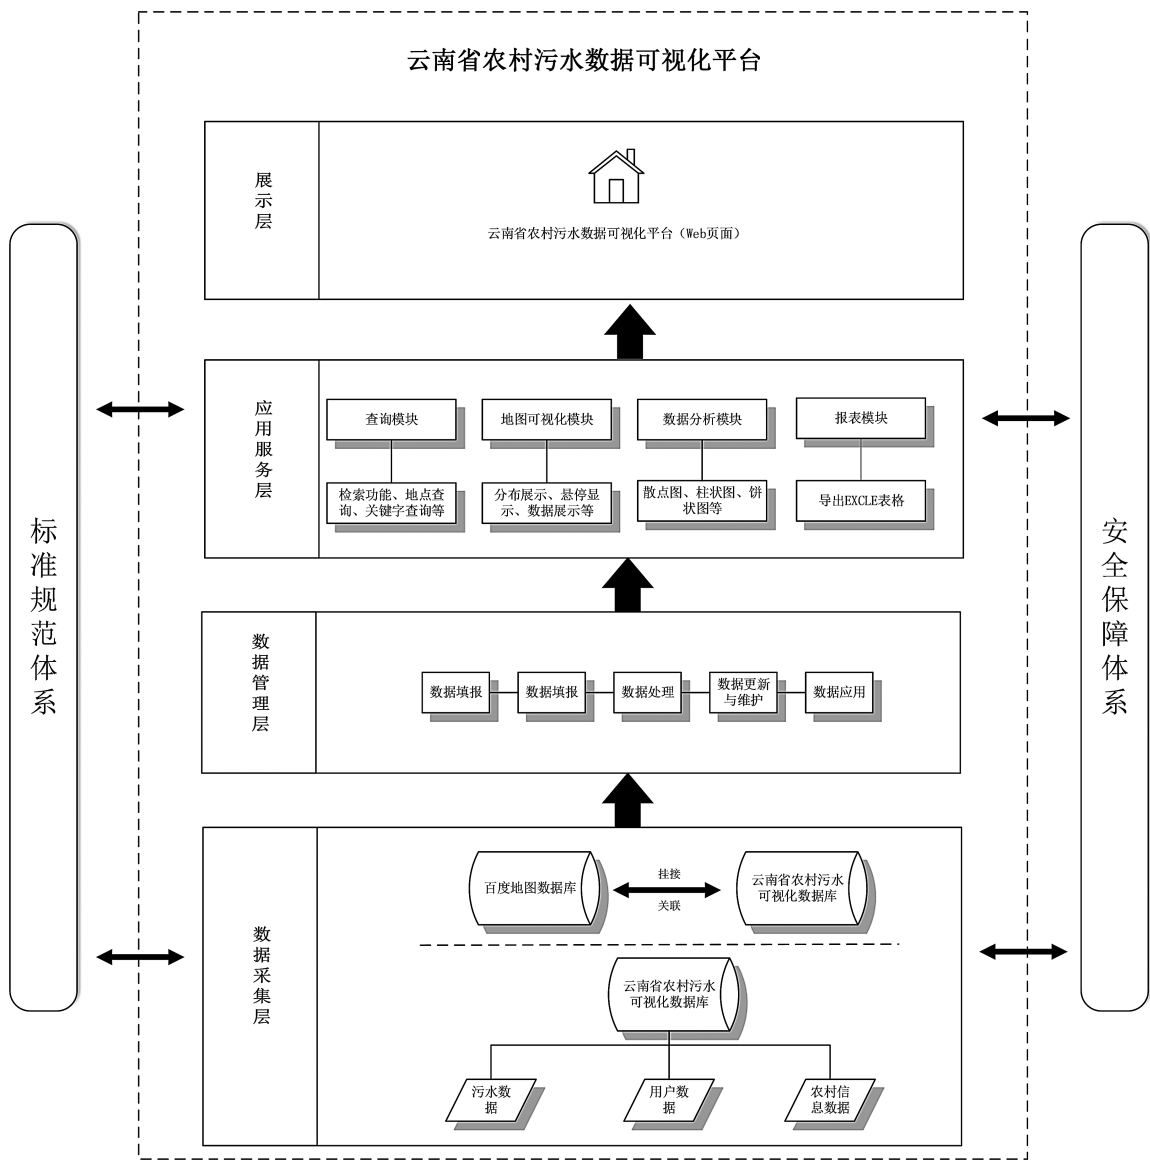 云南省农村污水数据可视化平台
展示层
云南省农村污水数据可视化平台（Web页面）
标准规范体系
安全保障体系
应用服务层
查询模块
地图可视化模块
数据分析模块
报表模块
检索功能、地点查
询、关键字查询等
分布展示、悬停显
示、数据展示等
散点图、柱状图、饼
状图等
导出EXCLE表格
数据管理层
数据填报
数据填报
数据处理
数据更新
与维护
数据应用
数据采集层
百度地图数据库
挂接
关联
云南省农村污水
可视化数据库
云南省农村污水
可视化数据库
污水数
据
用户数
据
农村信
息数据